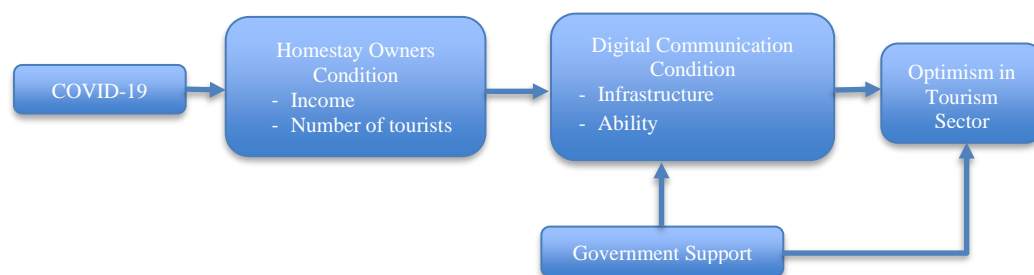 COVID-19
Homestay Owners
Condition
- Income
- Number of tourists
Digital Communication
Condition
- Infrastructure
- Ability
Optimism in
Tourism
Sector
Government Support